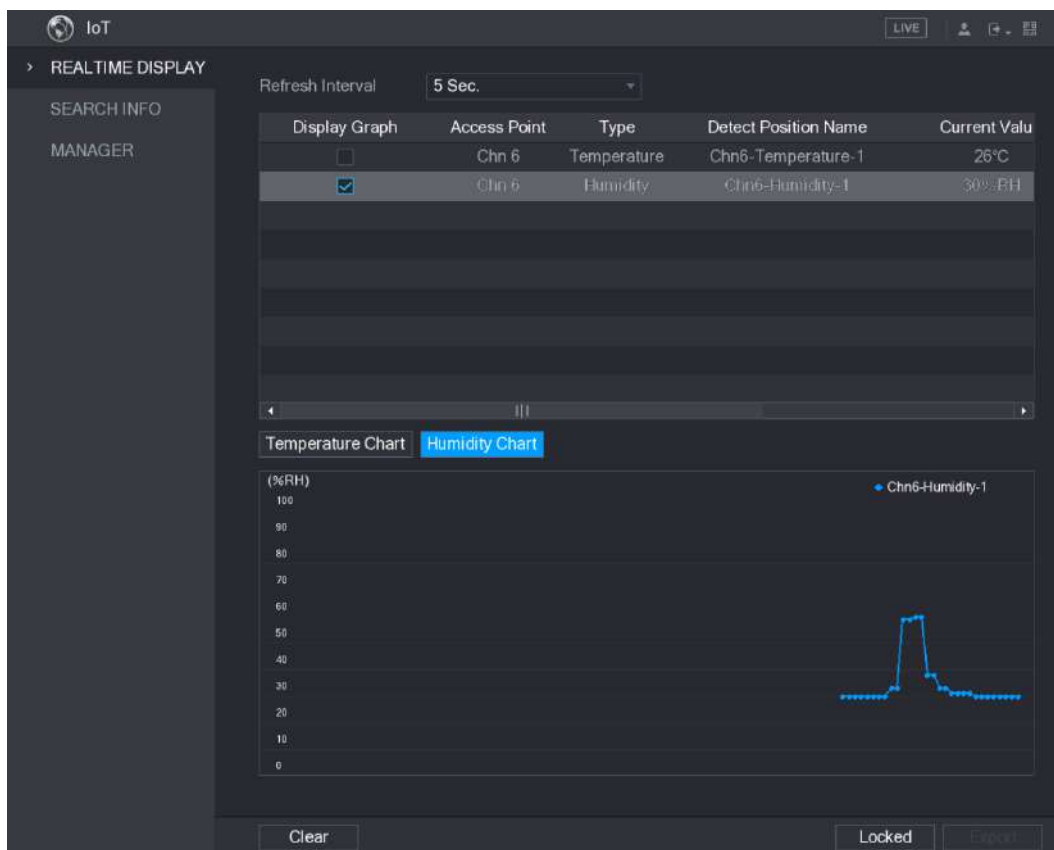 IoT
LIVE
REALTIME DISPLAY
SEARCH INFO
MANAGER
Refresh Interval 5 Sec.
Display Graph Access Point Type Detect Position Name Current Valu
Chn 6 Temperature Chn6-Temperature-1 26°C
Chn 6 Humidity Chn6-Humidity-1 30%RH
Temperature Chart Humidity Chart
(%RH)
Chn6-Humidity-1
100
90
80
70
60
50
40
30
20
10
0
Clear Locked Export